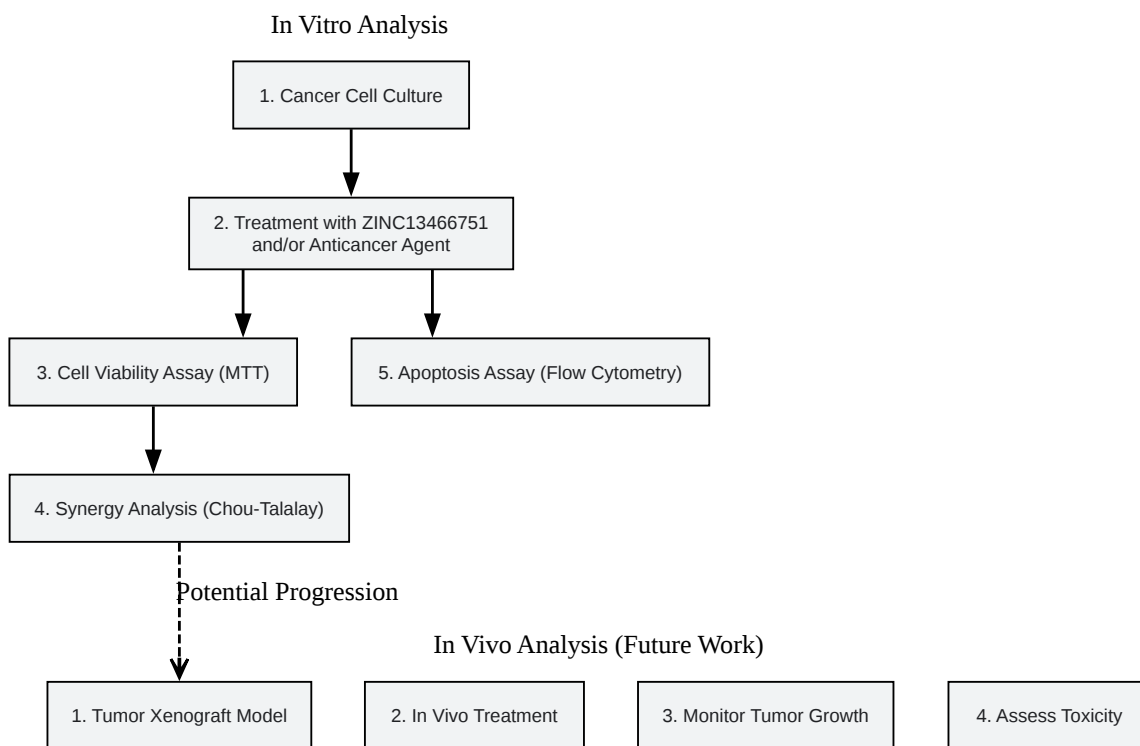 In Vitro Analysis
1. Cancer Cell Culture
2. Treatment with ZINC13466751
and/or Anticancer Agent
3. Cell Viability Assay (MTT)
5. Apoptosis Assay (Flow Cytometry)
4. Synergy Analysis (Chou-Talalay)
Potential Progression
In Vivo Analysis (Future Work)
1. Tumor Xenograft Model
2. In Vivo Treatment
3. Monitor Tumor Growth
4. Assess Toxicity